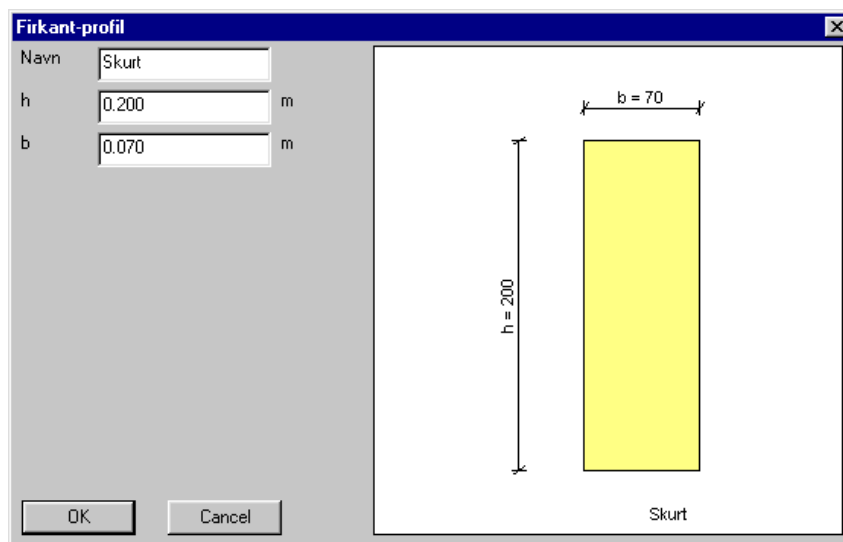 Firkant-profil
Navn Skurt
h 0.200 m
b 0.070 m
b = 70
h = 200
Skurt
OK Cancel